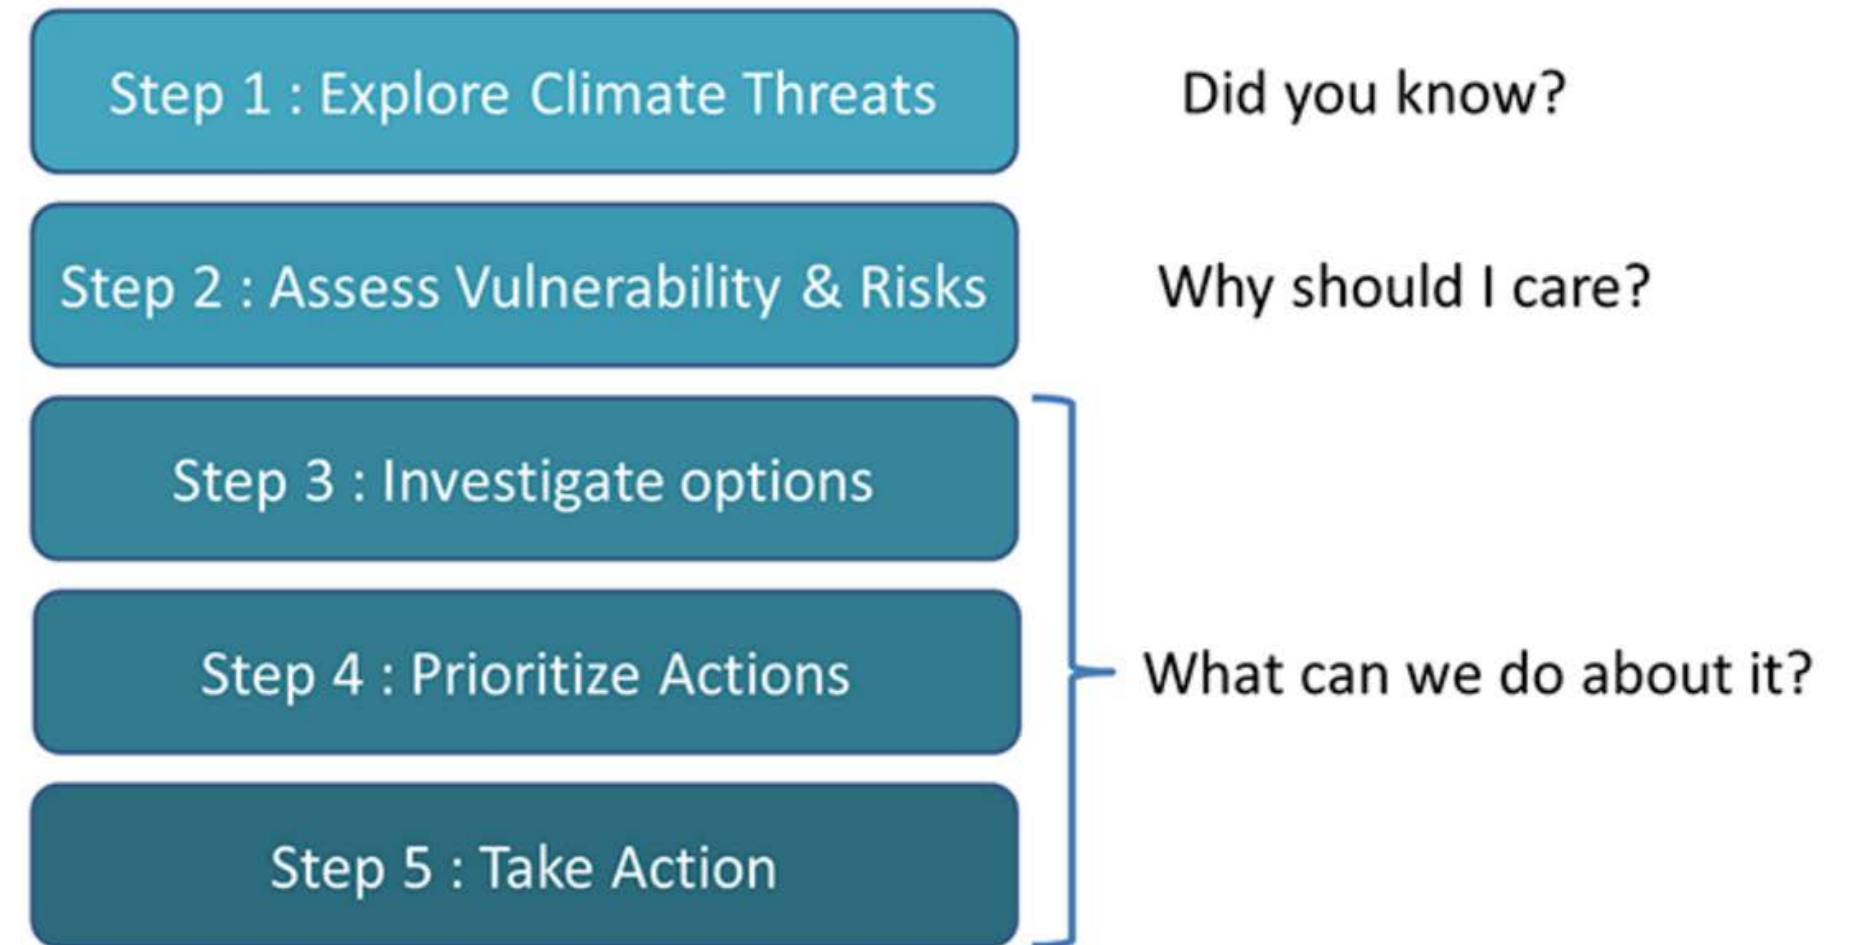 Step 1 : Explore Climate Threats
Did you know?
Step 2 : Assess Vulnerability & Risks
Why should I care?
Step 3 : Investigate options
Step 4 : Prioritize Actions
What can we do about it?
Step 5 : Take Action